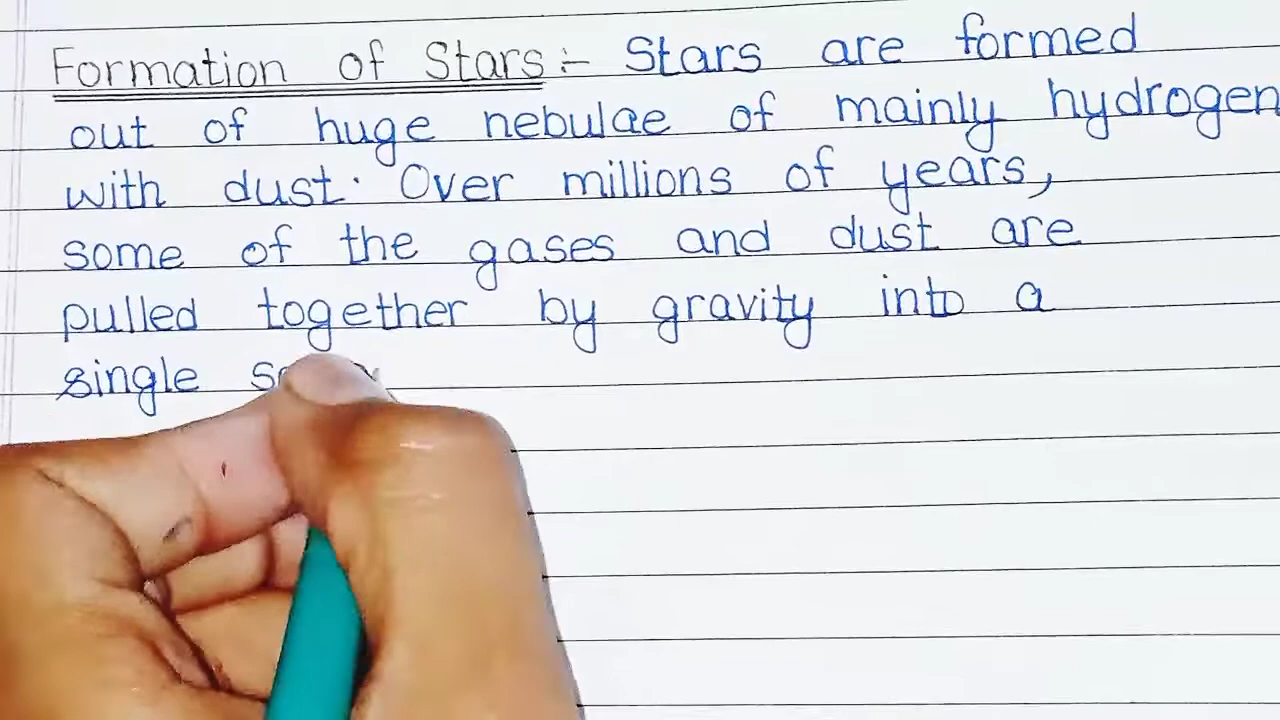 Formation of Stars:- Stars are formed
out of huge nebulae of mainly hydrogen
with dust. Over millions of years,
some of the gases and dust are
pulled together by gravity into a
single